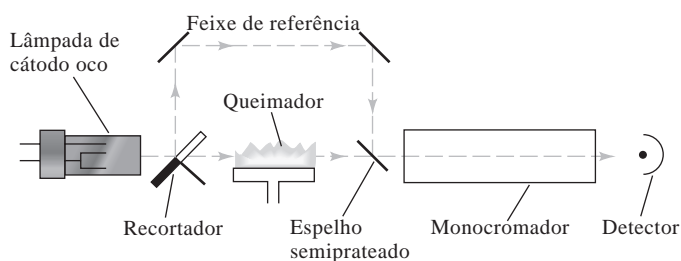 Feixe de referência
Lâmpada de
cátodo oco
Queimador
Recortador
Espelho
semiprateado
Monocromador
Detector